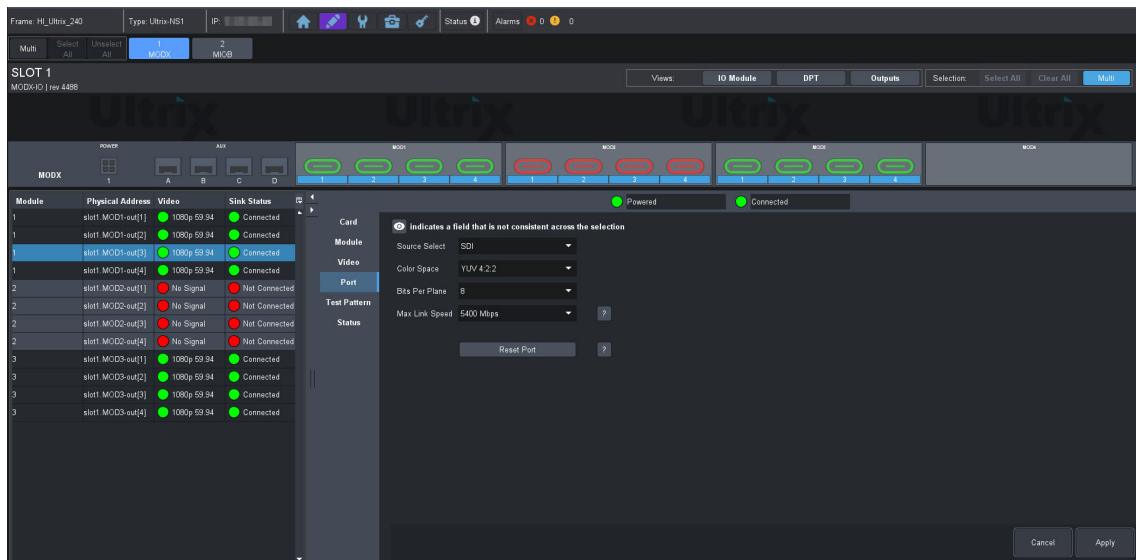 Frame: HI_Ultrix_240 Type: Ultrix-NS1 IP: Status Alarms 0 0
Multi Select All Unselect All 1 MODX 2 MIOB
SLOT 1
MODX-IO | rev 4488
Views: IO Module DPT Outputs Selection: Select All Clear All Multi
Ultrix Ultrix Ultrix Ultrix
POWER AUX MOD1 MOD2 MOD3 MOD4
MODX 1 A B C D 1 2 3 4 1 2 3 4 1 2 3 4
Module Physical Address Video Sink Status
1 slot1.MOD1-out[1] 1080p 59.94 Connected
1 slot1.MOD1-out[2] 1080p 59.94 Connected
1 slot1.MOD1-out[3] 1080p 59.94 Connected
1 slot1.MOD1-out[4] 1080p 59.94 Connected
2 slot1.MOD2-out[1] No Signal Not Connected
2 slot1.MOD2-out[2] No Signal Not Connected
2 slot1.MOD2-out[3] No Signal Not Connected
2 slot1.MOD2-out[4] No Signal Not Connected
3 slot1.MOD3-out[1] 1080p 59.94 Connected
3 slot1.MOD3-out[2] 1080p 59.94 Connected
3 slot1.MOD3-out[3] 1080p 59.94 Connected
3 slot1.MOD3-out[4] 1080p 59.94 Connected
Card
Module
Video
Port
Test Pattern
Status
Powered Connected
indicates a field that is not consistent across the selection
Source Select SDI
Color Space YUV 4:2:2
Bits Per Plane 8
Max Link Speed 5400 Mbps ?
Reset Port ?
Cancel Apply